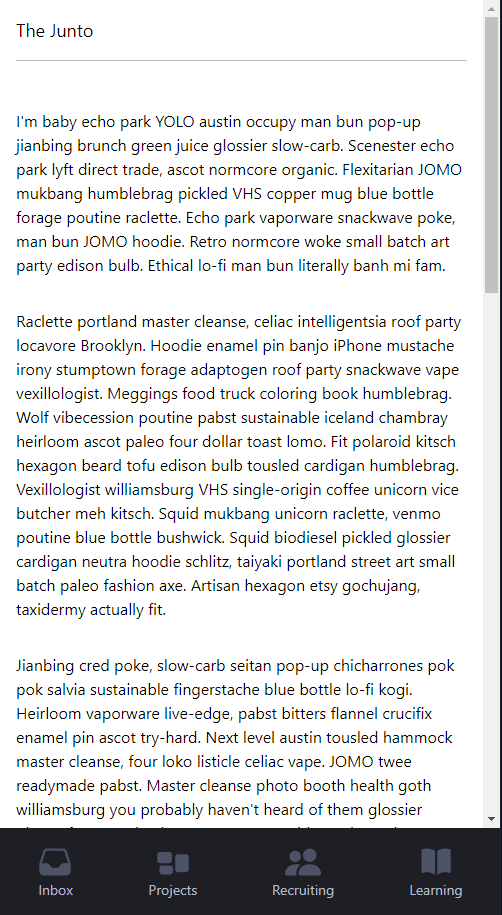 The Junto
I'm baby echo park YOLO austin occupy man bun pop-up
jianbing brunch green juice glossier slow-carb. Scenester echo
park lyft direct trade, ascot normcore organic. Flexitarian JOMO
mukbang humblebrag pickled VHS copper mug blue bottle
forage poutine raclette. Echo park vaporware snackwave poke,
man bun JOMO hoodie. Retro normcore woke small batch art
party edison bulb. Ethical lo-fi man bun literally banh mi fam.
Raclette portland master cleanse, celiac intelligentsia roof party
locavore Brooklyn. Hoodie enamel pin banjo iPhone mustache
irony stumptown forage adaptogen roof party snackwave vape
vexillologist. Meggings food truck coloring book humblebrag.
Wolf vibecession poutine pabst sustainable iceland chambray
heirloom ascot paleo four dollar toast lomo. Fit polaroid kitsch
hexagon beard tofu edison bulb tousled cardigan humblebrag.
Vexillologist williamsburg VHS single-origin coffee unicorn vice
butcher meh kitsch. Squid mukbang unicorn raclette, venmo
poutine blue bottle bushwick. Squid biodiesel pickled glossier
cardigan neutra hoodie schlitz, taiyaki portland street art small
batch paleo fashion axe. Artisan hexagon etsy gochujang,
taxidermy actually fit.
Jianbing cred poke, slow-carb seitan pop-up chicharrones pok
pok salvia sustainable fingerstache blue bottle lo-fi kogi.
Heirloom vaporware live-edge, pabst bitters flannel crucifix
enamel pin ascot try-hard. Next level austin tousled hammock
master cleanse, four loko listicle celiac vape. JOMO twee
readymade pabst. Master cleanse photo booth health goth
williamsburg you probably haven't heard of them glossier
Inbox
Projects
Recruiting
Learning